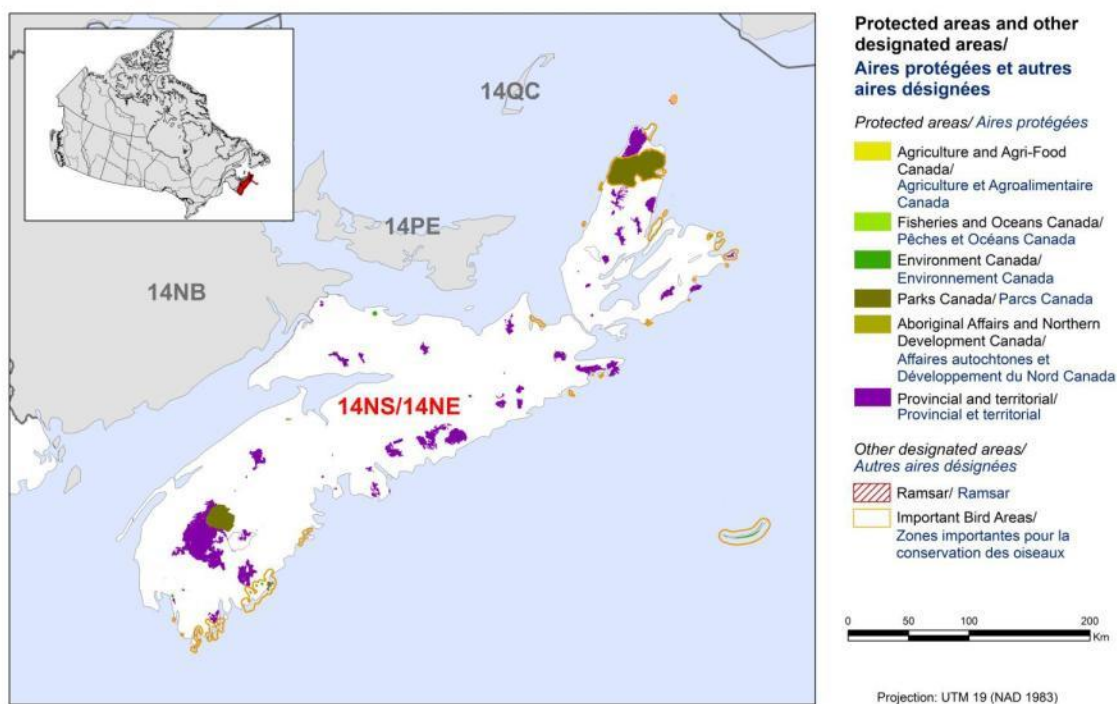 14QC
14PE
14NB
14NS/14NE
Protected areas and other
designated areas/
Aires protégées et autres
aires désignées
Protected areas/ Aires protégées
Agriculture and Agri-Food
Canada/
Agriculture et Agroalimentaire
Canada
Fisheries and Oceans Canada/
Pêches et Océans Canada
Environment Canada/
Environnement Canada
Parks Canada/ Parcs Canada
Aboriginal Affairs and Northern
Development Canada/
Affaires autochtones et
Développement du Nord Canada
Provincial and territorial/
Provincial et territorial
Other designated areas/
Autres aires désignées
Ramsar/ Ramsar
Important Bird Areas/
Zones importantes pour la
conservation des oiseaux
0 50 100 200
Km
Projection: UTM 19 (NAD 1983)